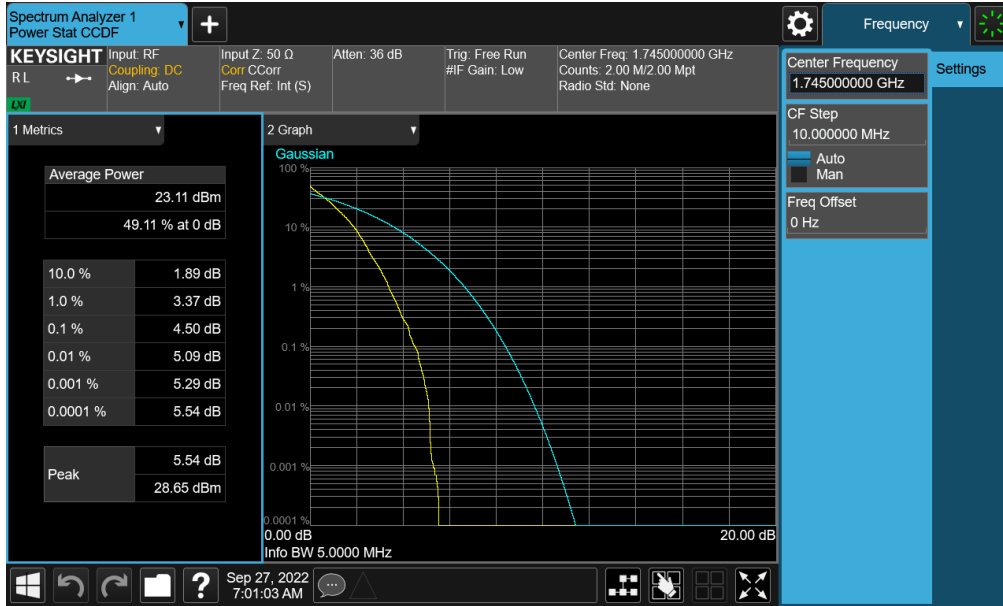 Spectrum Analyzer 1
Power Stat CCDF
Frequency
KEYSIGHT
R L
LXI
Input: RF
Coupling: DC
Align: Auto
Input Z: 50 Ω
Corr CCorr
Freq Ref: Int (S)
Atten: 36 dB
Trig: Free Run
#IF Gain: Low
Center Freq: 1.745000000 GHz
Counts: 2.00 M/2.00 Mpt
Radio Std: None
Center Frequency
1.745000000 GHz
Settings
CF Step
10.000000 MHz
Auto
Man
Freq Offset
0 Hz
1 Metrics
Average Power
23.11 dBm
49.11 % at 0 dB
10.0 % 1.89 dB
1.0 % 3.37 dB
0.1 % 4.50 dB
0.01 % 5.09 dB
0.001 % 5.29 dB
0.0001 % 5.54 dB
Peak
5.54 dB
28.65 dBm
2 Graph
Gaussian
100 %
10 %
1 %
0.1 %
0.01 %
0.001 %
0.0001 %
0.00 dB 20.00 dB
Info BW 5.0000 MHz
?
Sep 27, 2022
7:01:03 AM